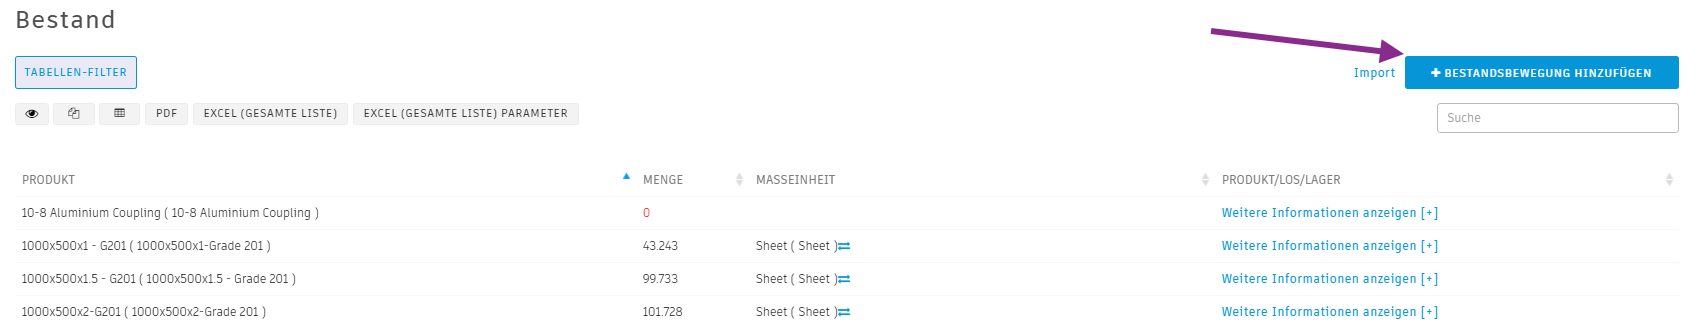 Bestand
TABELLEN-FILTER
Import
+ BESTANDSBEWEGUNG HINZUFÜGEN
PDF
EXCEL (GESAMTE LISTE)
EXCEL (GESAMTE LISTE) PARAMETER
Suche
PRODUKT MENGE MASSEINHEIT PRODUKT/LOS/LAGER
10-8 Aluminium Coupling ( 10-8 Aluminium Coupling ) 0 Weitere Informationen anzeigen [+]
1000x500x1 - G201 ( 1000x500x1-Grade 201 ) 43.243 Sheet ( Sheet ) Weitere Informationen anzeigen [+]
1000x500x1.5 - G201 ( 1000x500x1.5 - Grade 201 ) 99.733 Sheet ( Sheet ) Weitere Informationen anzeigen [+]
1000x500x2-G201 ( 1000x500x2-Grade 201 ) 101.728 Sheet ( Sheet ) Weitere Informationen anzeigen [+]